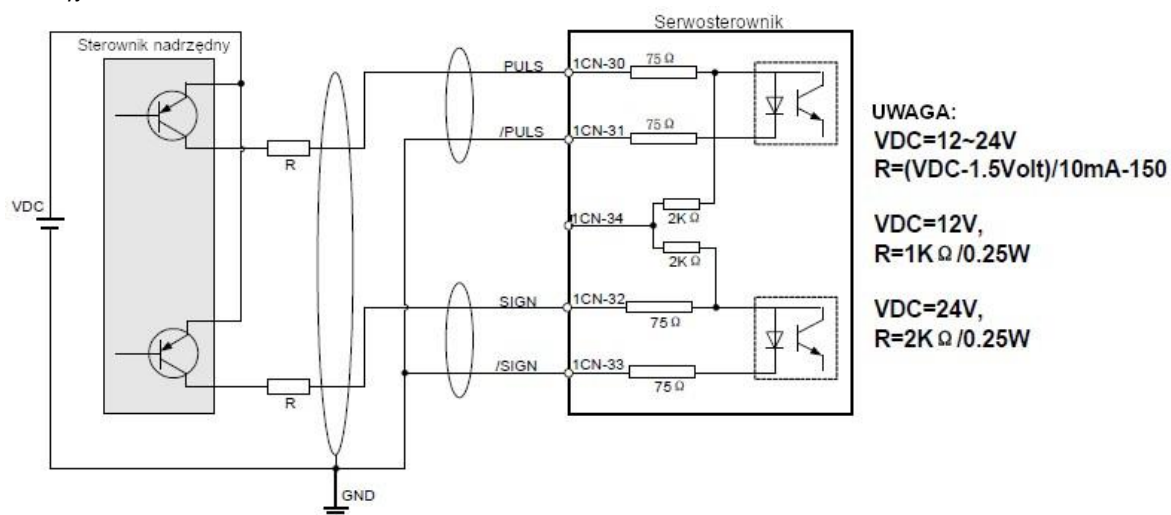 Serwosterownik
Sterownik nadrzędny
PULS
1CN-30
75 Ω
/PULS
1CN-31
75 Ω
R
VDC
1CN-34
2K Ω
2K Ω
SIGN
1CN-32
75 Ω
/SIGN
1CN-33
75 Ω
R
GND
UWAGA:
VDC=12~24V
R=(VDC-1.5Volt)/10mA-150
VDC=12V,
R=1K Ω /0.25W
VDC=24V,
R=2K Ω /0.25W